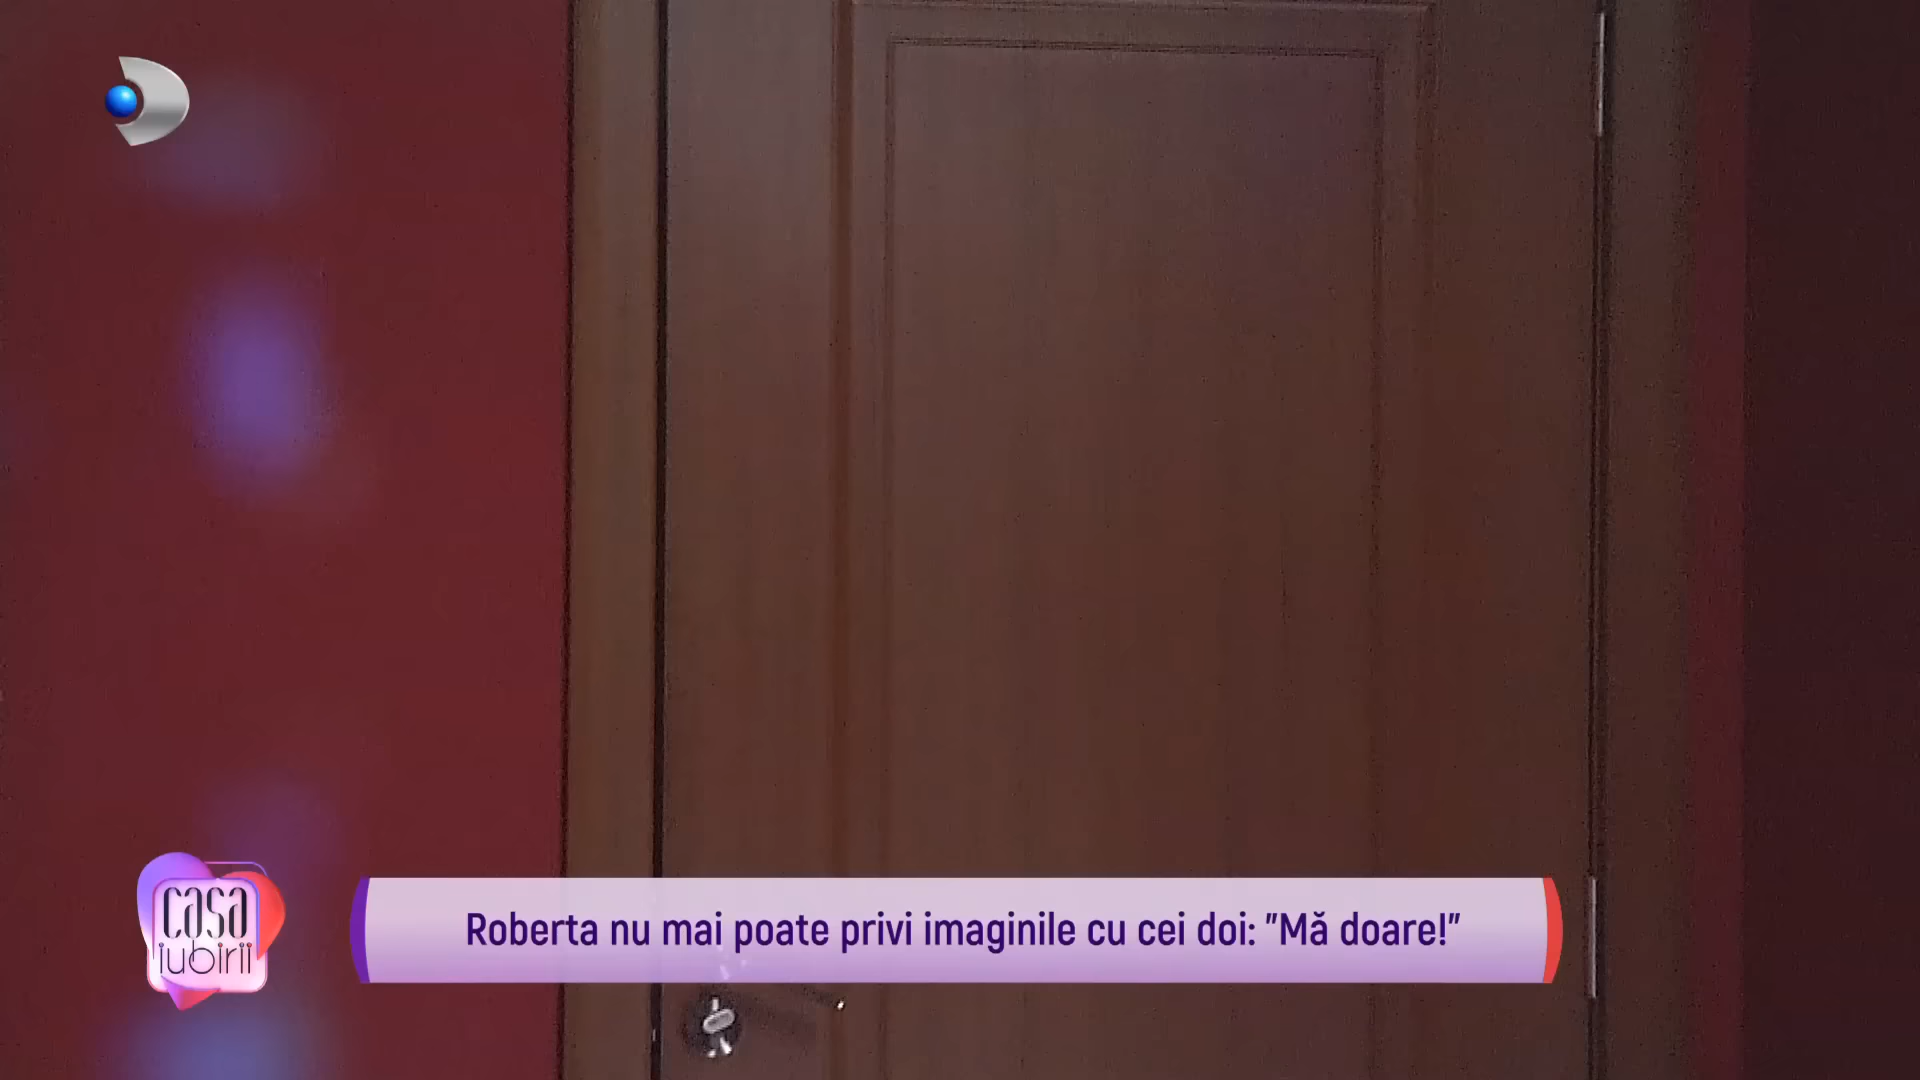 casa
iubirii
Roberta nu mai poate privi imaginile cu cei doi: "Mă doare!"